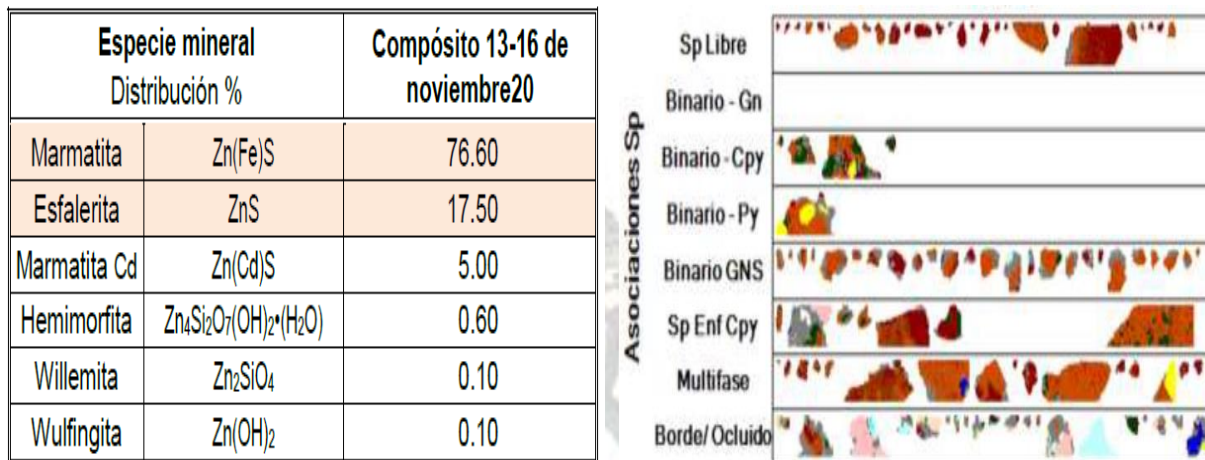 Especie mineral
Distribución %
Compósito 13-16 de
noviembre20
Marmatita Zn(Fe)S 76.60
Esfalerita ZnS 17.50
Marmatita Cd Zn(Cd)S 5.00
Hemimorfita Zn₄Si₂O₇(OH)₂•(H₂O) 0.60
Willemita Zn₂SiO₄ 0.10
Wulfingita Zn(OH)₂ 0.10
Asociaciones Sp
Sp Libre
Binario - Gn
Binario - Cpy
Binario - Py
Binario GNS
Sp Enf Cpy
Multifase
Borde/ Ocluido